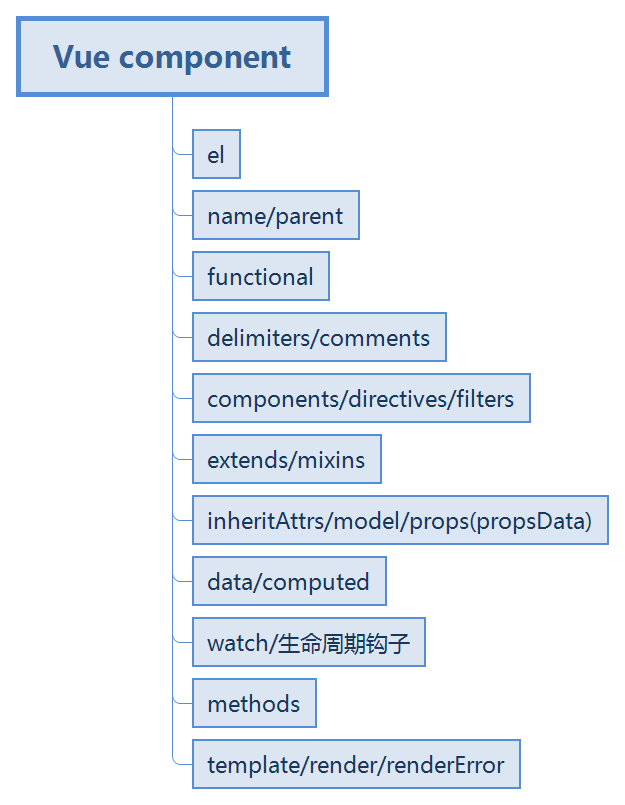 Vue component
el
name/parent
functional
delimiters/comments
components/directives/filters
extends/mixins
inheritAttrs/model/props(propsData)
data/computed
watch/生命周期钩子
methods
template/render/renderError